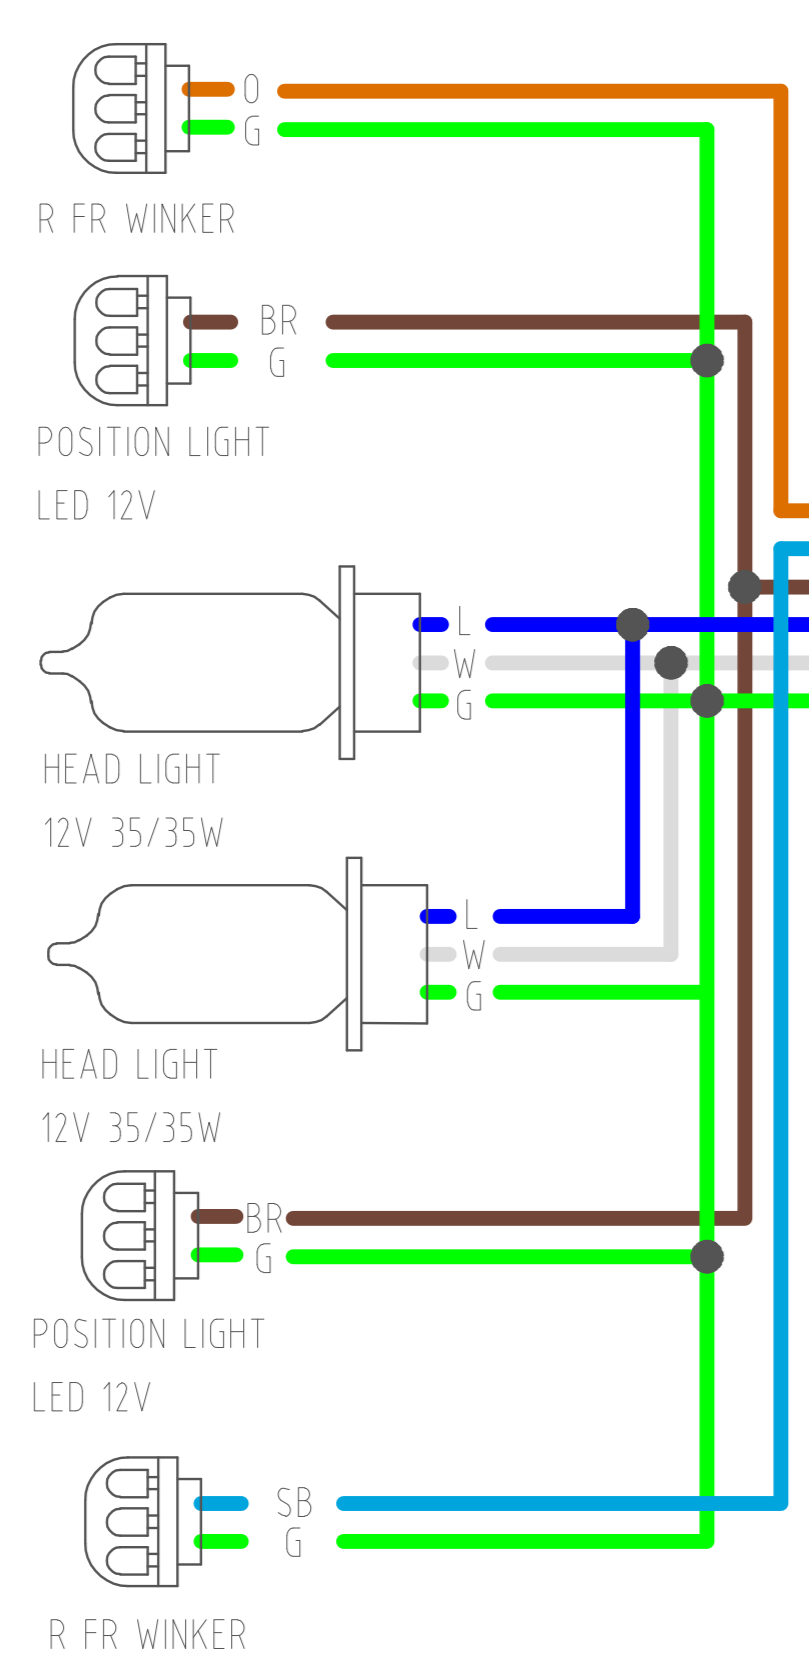 O
G
R FR WINKER
BR
G
POSITION LIGHT
LED 12V
L
W
G
HEAD LIGHT
12V 35/35W
L
W
G
HEAD LIGHT
12V 35/35W
BR
G
POSITION LIGHT
LED 12V
SB
G
R FR WINKER